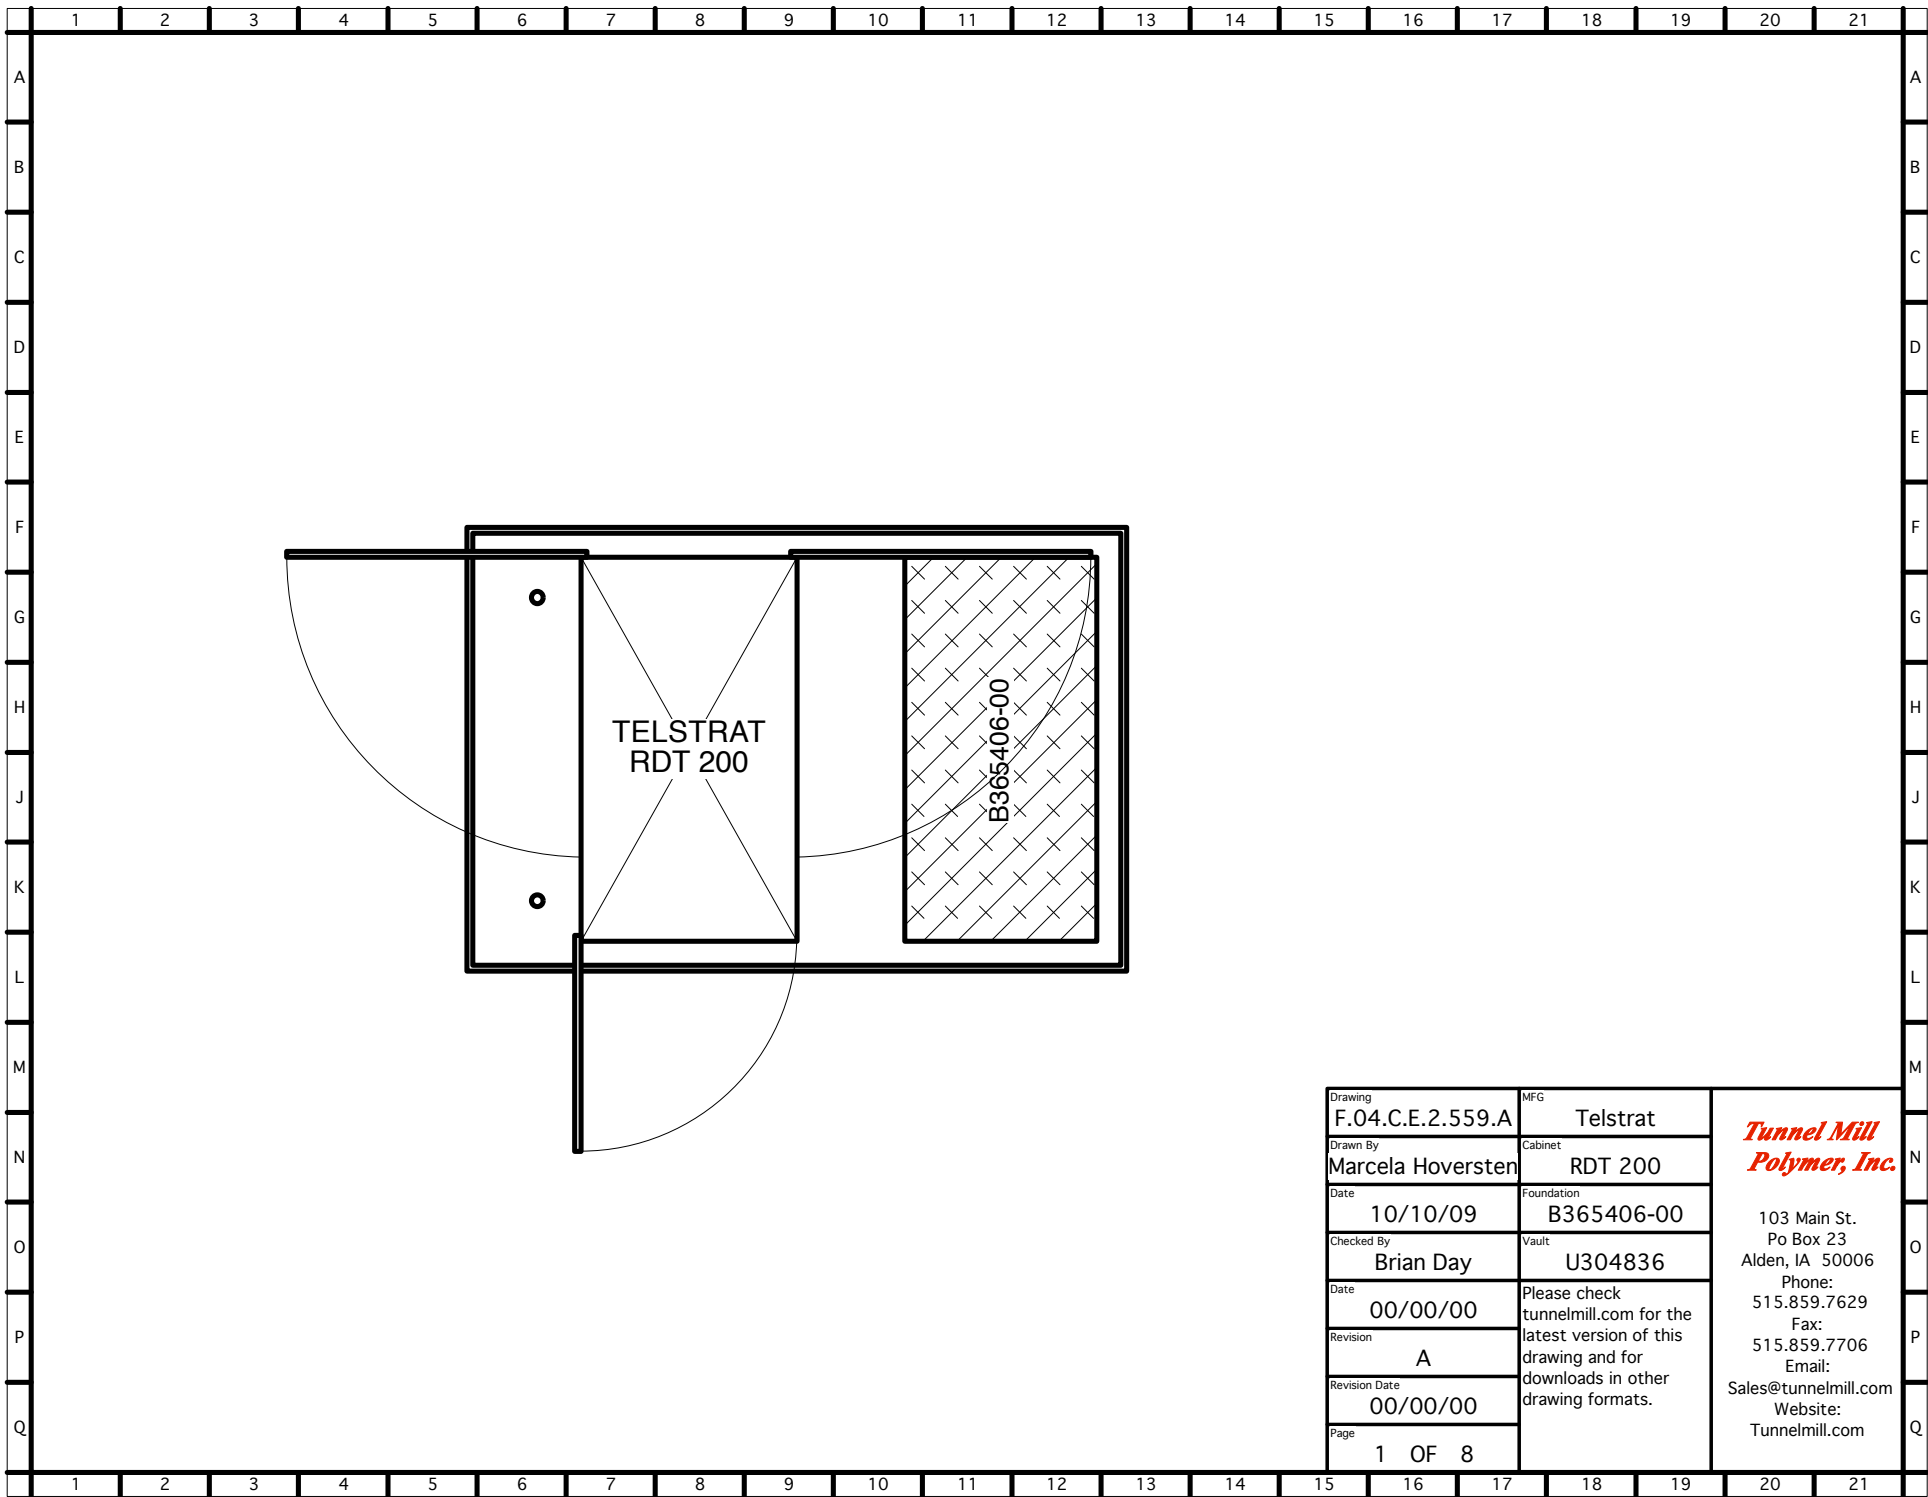 1 2 3 4 5 6 7 8 9 10 11 12 13 14 15 16 17 18 19 20 21
A A
B B
C C
D D
E E
F F
G G
H H
J J
K K
L L
M M
N N
O O
P P
Q Q
TELSTRAT
RDT 200
B365406-00
Drawing
F.04.C.E.2.559.A
Drawn By
Marcela Hoversten
Date
10/10/09
Checked By
Brian Day
Date
00/00/00
Revision
A
Revision Date
00/00/00
Page
1 OF 8
MFG
Telstrat
Cabinet
RDT 200
Foundation
B365406-00
Vault
U304836
Please check
tunnelmill.com for the
latest version of this
drawing and for
downloads in other
drawing formats.
Tunnel Mill
Polymer, Inc.
103 Main St.
Po Box 23
Alden, IA 50006
Phone:
515.859.7629
Fax:
515.859.7706
Email:
Sales@tunnelmill.com
Website:
Tunnelmill.com
1 2 3 4 5 6 7 8 9 10 11 12 13 14 15 16 17 18 19 20 21